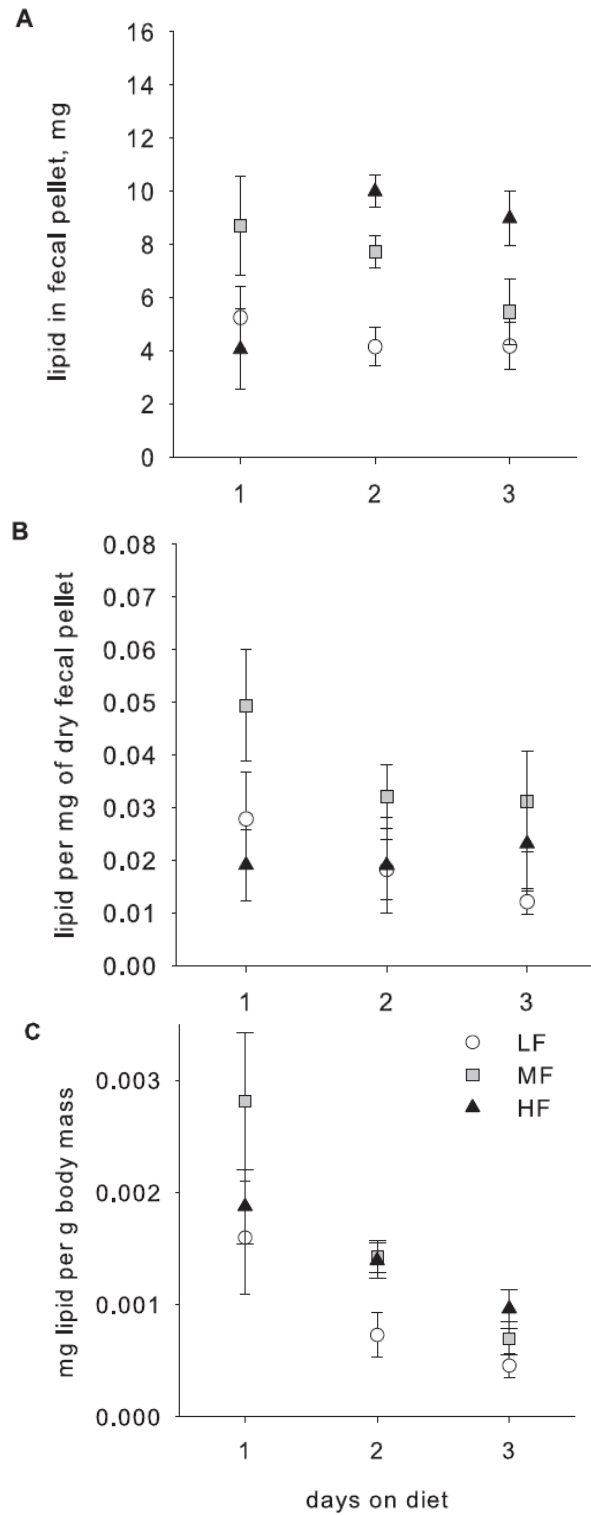 A
lipid in fecal pellet, mg
16
14
12
10
8
6
4
2
0
1 2 3
B
lipid per mg of dry fecal pellet
0.08
0.07
0.06
0.05
0.04
0.03
0.02
0.01
0.00
1 2 3
C
mg lipid per g body mass
LF
MF
HF
0.003
0.002
0.001
0.000
1 2 3
days on diet